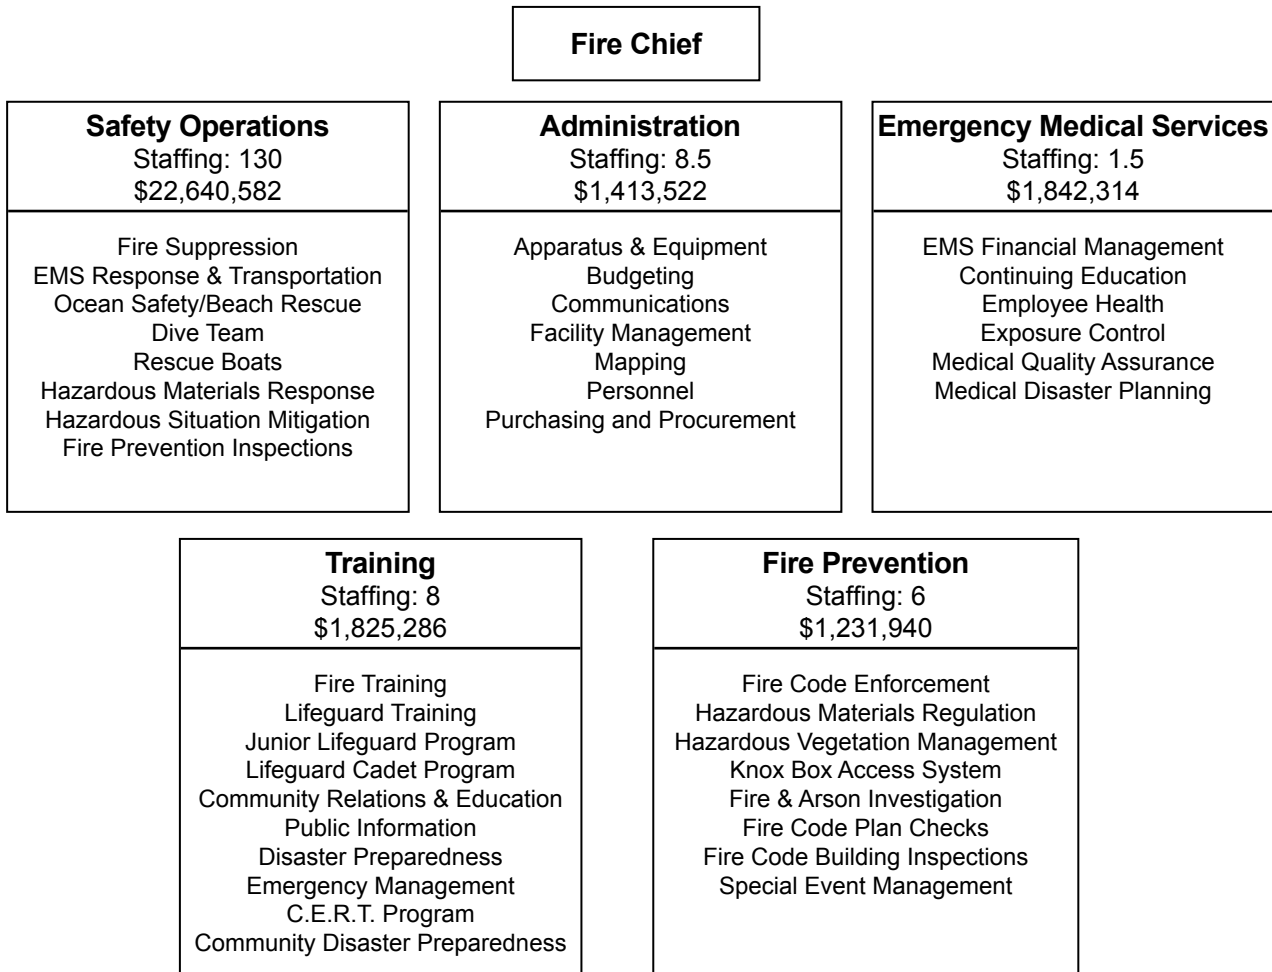 Fire Chief
Safety Operations
Staffing: 130
$22,640,582
Fire Suppression
EMS Response & Transportation
Ocean Safety/Beach Rescue
Dive Team
Rescue Boats
Hazardous Materials Response
Hazardous Situation Mitigation
Fire Prevention Inspections
Administration
Staffing: 8.5
$1,413,522
Apparatus & Equipment
Budgeting
Communications
Facility Management
Mapping
Personnel
Purchasing and Procurement
Emergency Medical Services
Staffing: 1.5
$1,842,314
EMS Financial Management
Continuing Education
Employee Health
Exposure Control
Medical Quality Assurance
Medical Disaster Planning
Training
Staffing: 8
$1,825,286
Fire Training
Lifeguard Training
Junior Lifeguard Program
Lifeguard Cadet Program
Community Relations & Education
Public Information
Disaster Preparedness
Emergency Management
C.E.R.T. Program
Community Disaster Preparedness
Fire Prevention
Staffing: 6
$1,231,940
Fire Code Enforcement
Hazardous Materials Regulation
Hazardous Vegetation Management
Knox Box Access System
Fire & Arson Investigation
Fire Code Plan Checks
Fire Code Building Inspections
Special Event Management